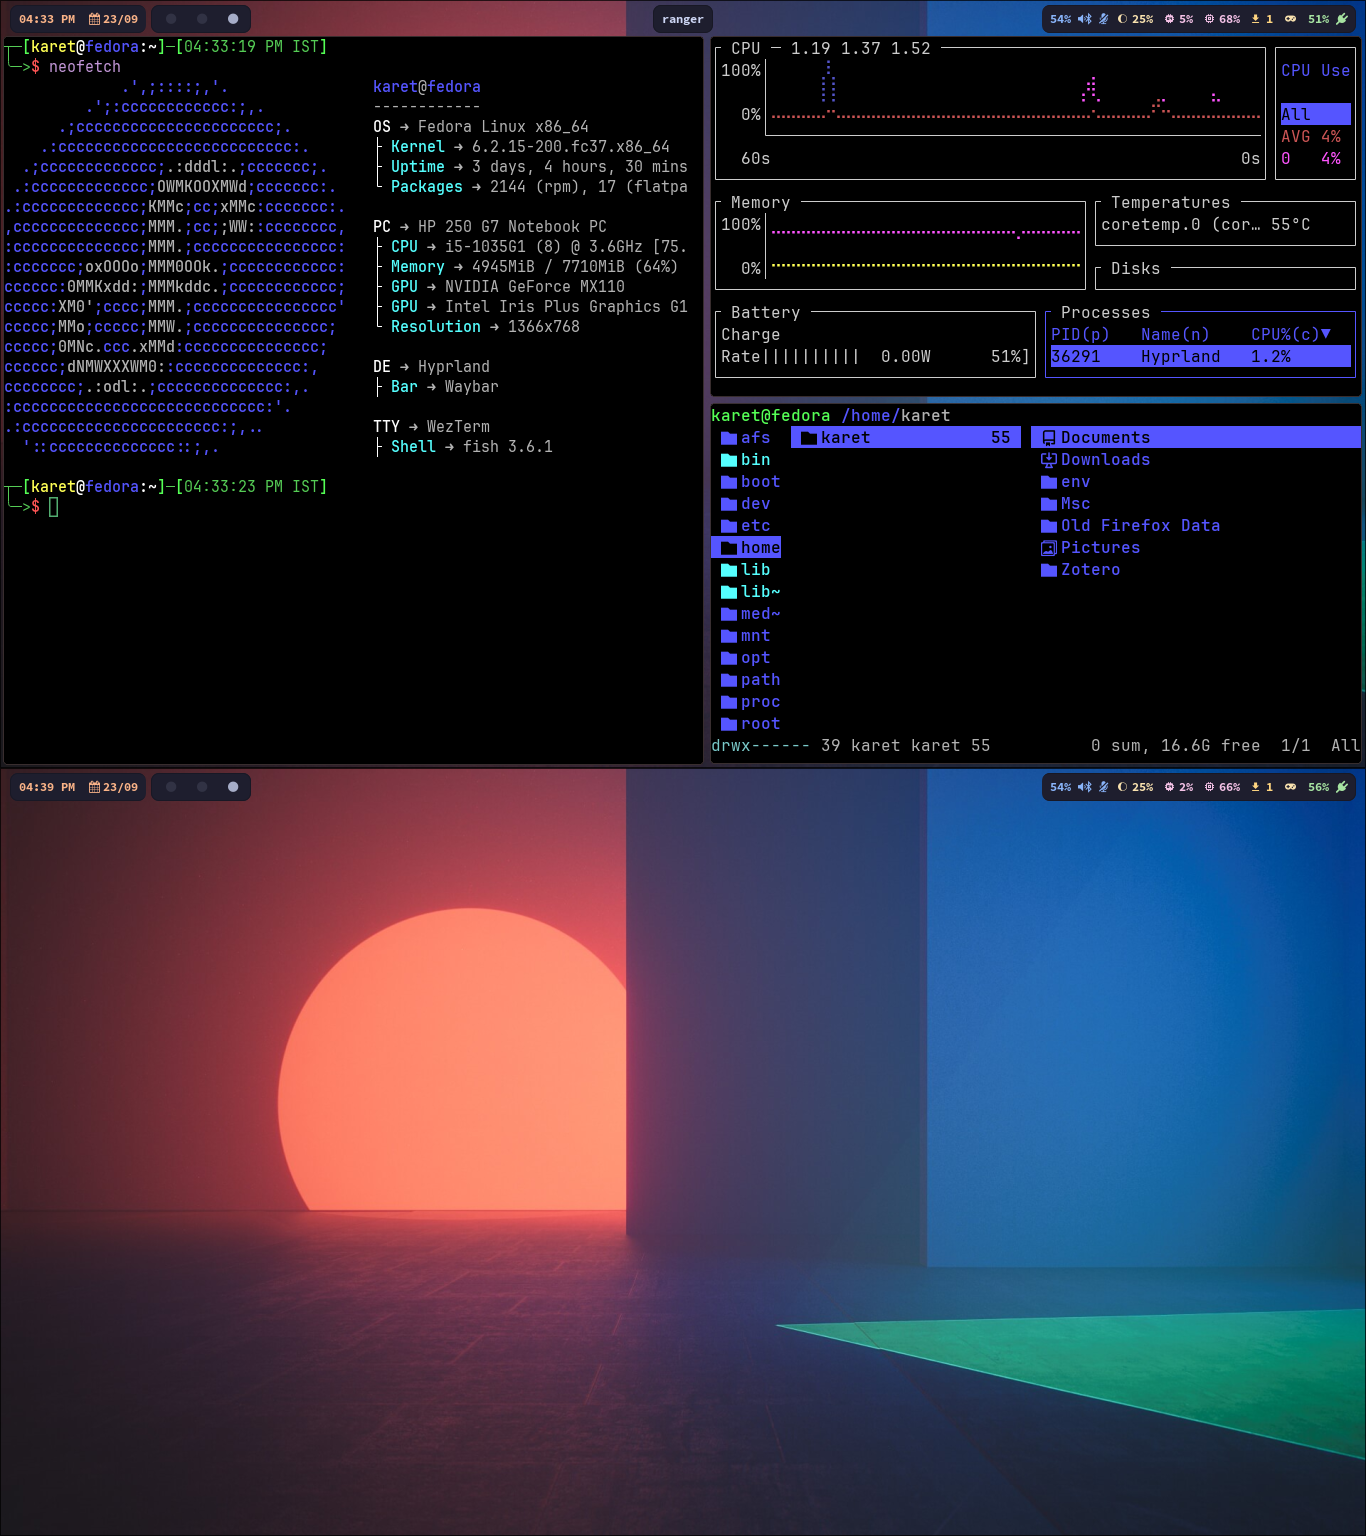 04:33 PM 23/09
ranger
54% 25% 5% 68% 1 51%
[karet@fedora:~]─[04:33:19 PM IST]
─>$ neofetch
.',;::::;,'.
.';:cccccccccccc:;,.
.;cccccccccccccccccccccc;.
.:cccccccccccccccccccccccccc:.
.;ccccccccccccc;.:dddl:.;ccccccc;.
.:ccccccccccccc;OWMKOOXMWd;ccccccc:.
.:ccccccccccccc;KMMc;cc;xMMc:ccccccc:.
,cccccccccccccc;MMM.;cc;;WW::cccccccc,
:cccccccccccccc;MMM.;cccccccccccccccc:
:ccccccc;oxOOOo;MMM0OOk.;cccccccccccc:
cccccc:0MMKxdd:;MMMkddc.;cccccccccccc;
ccccc:XM0';cccc;MMM.;cccccccccccccccc'
ccccc;MMo;ccccc;MMW.;ccccccccccccccc;
ccccc;0MNc.ccc.xMMd:ccccccccccccccc;
cccccc;dNMWXXXWM0::cccccccccccccc:,
cccccccc;.:odl:.;cccccccccccccc:,.
:cccccccccccccccccccccccccccc:'.
.:cccccccccccccccccccccc:;,..
'::cccccccccccccc::;,.
karet@fedora
------------
OS → Fedora Linux x86_64
├ Kernel → 6.2.15-200.fc37.x86_64
├ Uptime → 3 days, 4 hours, 30 mins
└ Packages → 2144 (rpm), 17 (flatpa
PC → HP 250 G7 Notebook PC
├ CPU → i5-1035G1 (8) @ 3.6GHz [75.
├ Memory → 4945MiB / 7710MiB (64%)
├ GPU → NVIDIA GeForce MX110
├ GPU → Intel Iris Plus Graphics G1
└ Resolution → 1366x768
DE → Hyprland
├ Bar → Waybar
TTY → WezTerm
├ Shell → fish 3.6.1
[karet@fedora:~]─[04:33:23 PM IST]
─>$
CPU ─ 1.19 1.37 1.52
100%
0%
60s 0s
CPU Use
All
AVG 4%
0 4%
Memory
100%
0%
Temperatures
coretemp.0 (cor… 55°C
Disks
Battery
Charge
Rate|||||||||| 0.00W 51%]
Processes
PID(p) Name(n) CPU%(c)▼
36291 Hyprland 1.2%
karet@fedora /home/karet
afs karet 55 Documents
bin Downloads
boot env
dev Msc
etc Old Firefox Data
home Pictures
lib Zotero
lib~
med~
mnt
opt
path
proc
root
drwx------ 39 karet karet 55 0 sum, 16.6G free 1/1 All
04:39 PM 23/09
54% 25% 2% 66% 1 56%